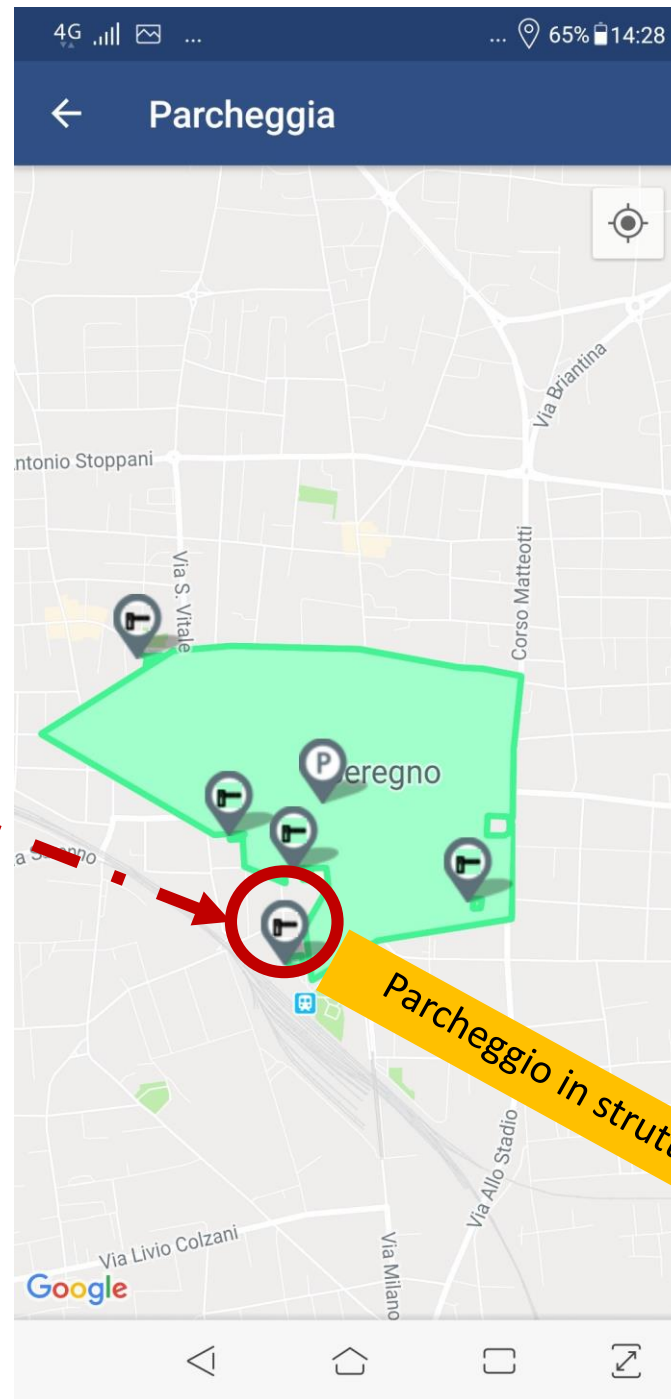 4G ... ... 65% 14:28
Parcheggia
Via Briantina
ntonio Stoppani
Via S. Vitale
Corso Matteotti
P
eregno
a S
nno
Parcheggio in strutt
Via Allo Stadio
Via Livio Colzani
Via Milano
Google